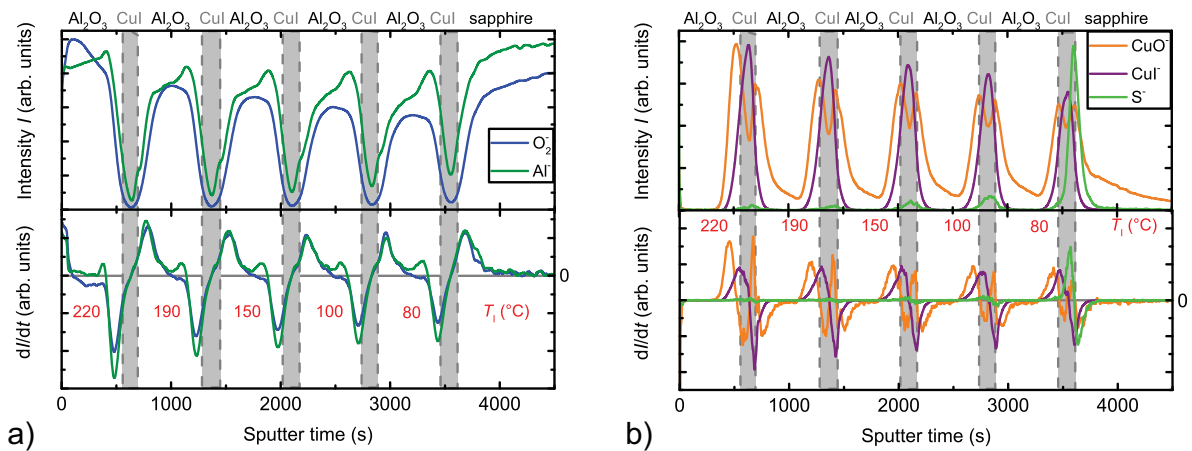 Al₂O₃ CuI Al₂O₃ CuI Al₂O₃ CuI Al₂O₃ CuI Al₂O₃ CuI sapphire
Intensity / (arb. units)
O₂⁻
Al⁻
dI/dt (arb. units)
0
220 190 150 100 80 T_I (°C)
0 1000 2000 3000 4000
Sputter time (s)
a)
Al₂O₃ CuI Al₂O₃ CuI Al₂O₃ CuI Al₂O₃ CuI Al₂O₃ CuI sapphire
Intensity / (arb. units)
CuO⁻
CuI⁻
S⁻
220 190 150 100 80 T_I (°C)
dI/dt (arb. units)
0
0 1000 2000 3000 4000
Sputter time (s)
b)